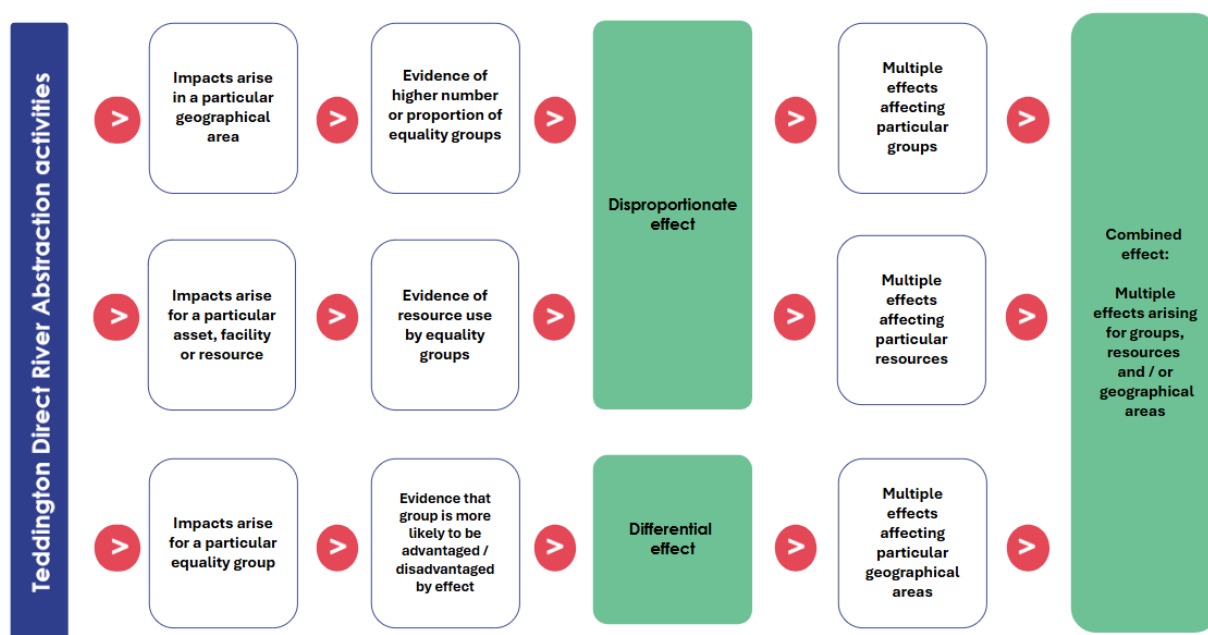 Teddington Direct River Abstraction activities
>
Impacts arise
in a particular
geographical
area
>
Evidence of
higher number
or proportion of
equality groups
>
Disproportionate
effect
>
Multiple
effects
affecting
particular
groups
>
Combined
effect:
Multiple
effects arising
for groups,
resources
and / or
geographical
areas
>
Impacts arise
for a particular
asset, facility
or resource
>
Evidence of
resource use
by equality
groups
>
>
Multiple
effects
affecting
particular
resources
>
>
Impacts arise
for a particular
equality group
>
Evidence that
group is more
likely to be
advantaged /
disadvantaged
by effect
>
Differential
effect
>
Multiple
effects
affecting
particular
geographical
areas
>